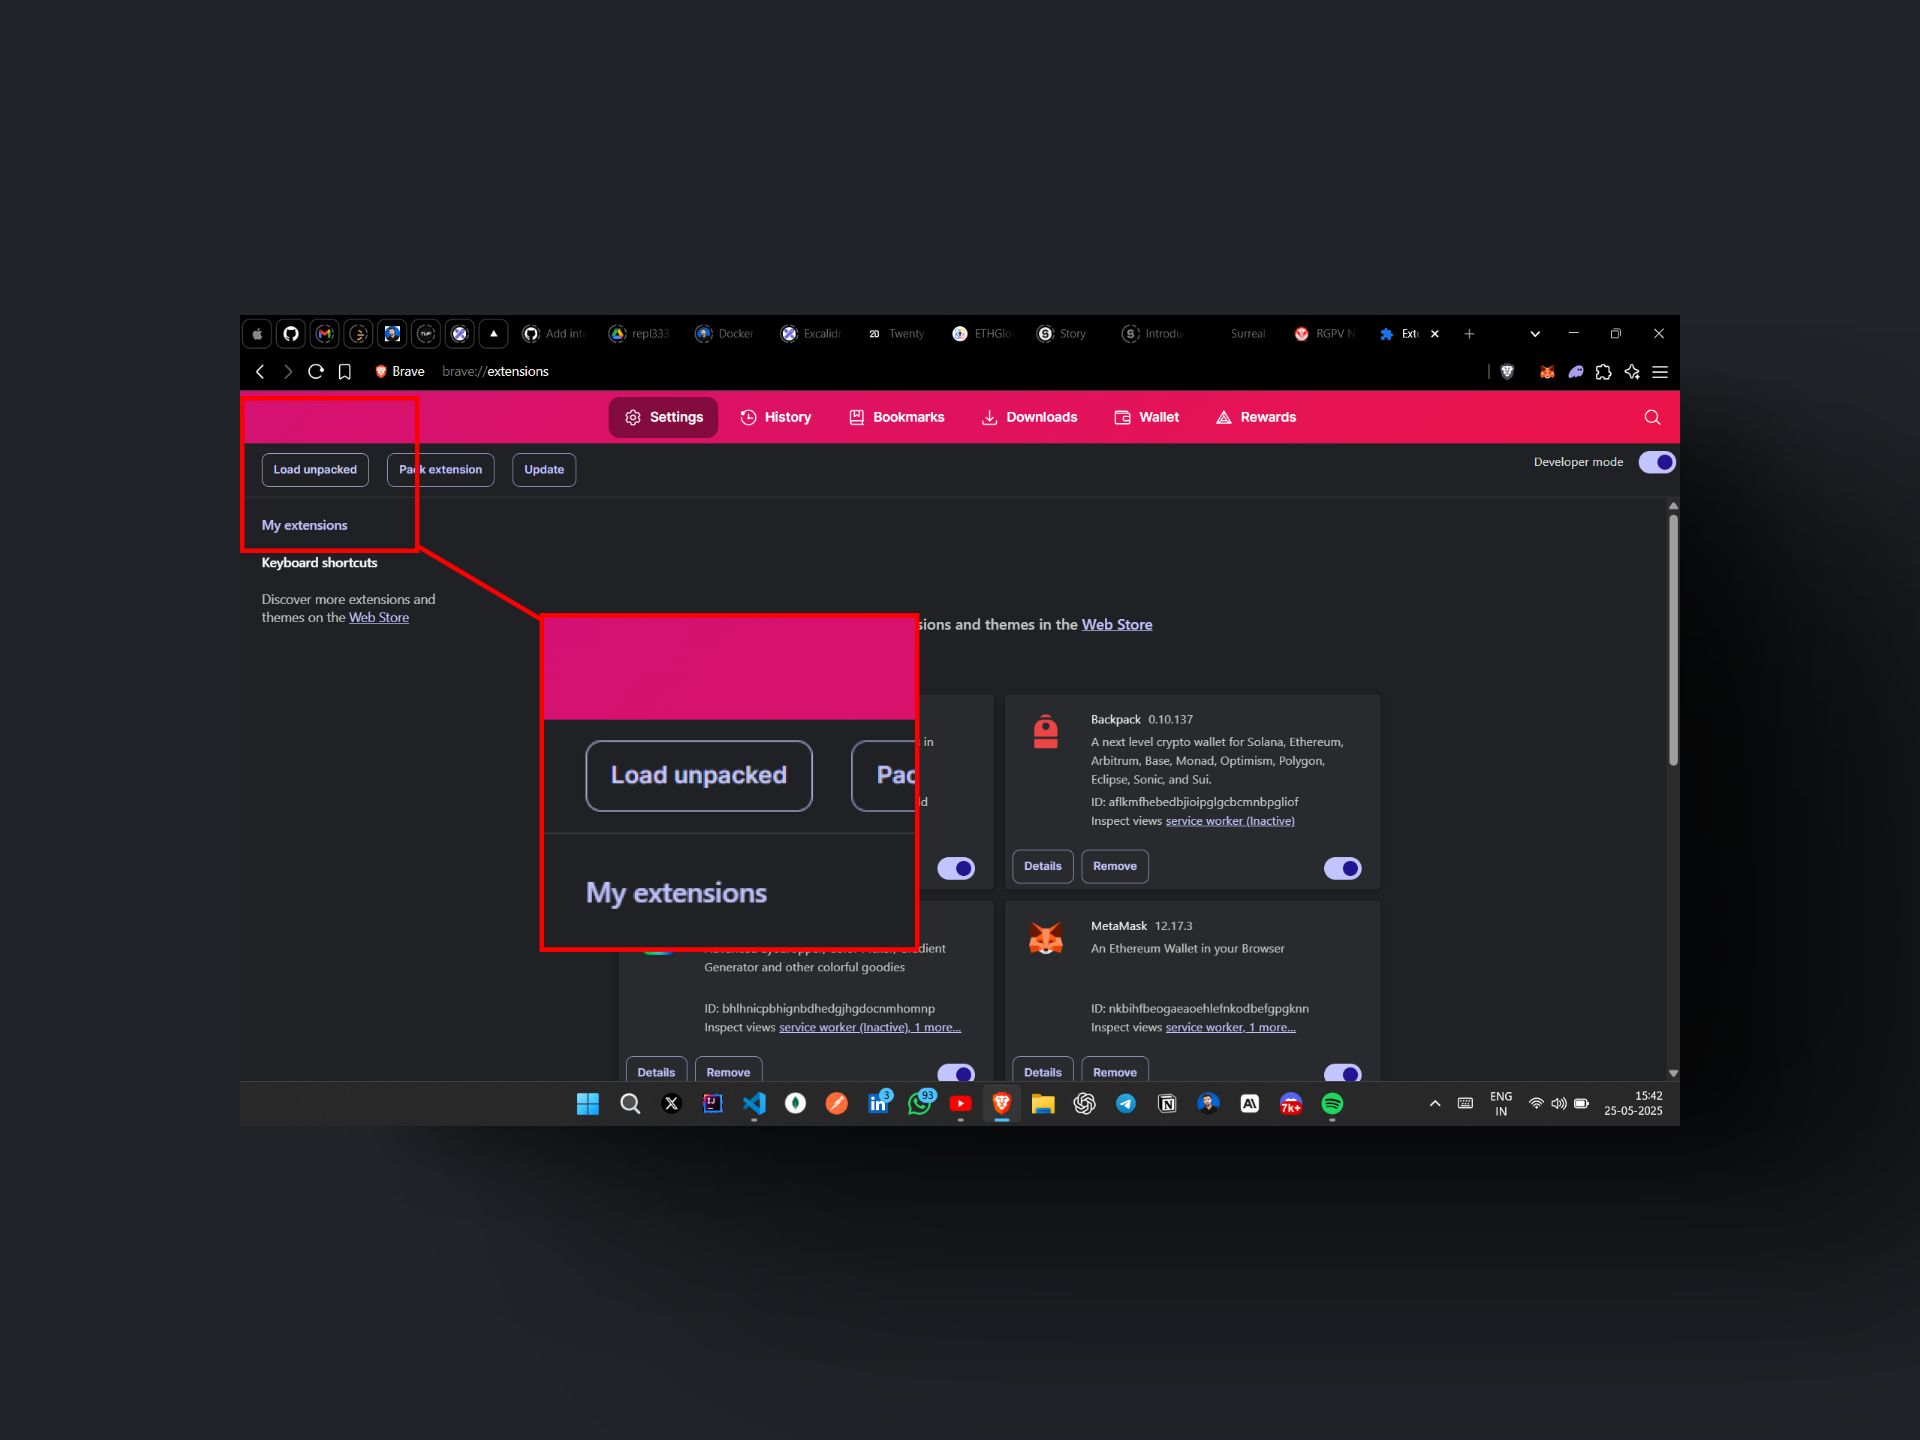 Add int
repl333
Docker
Excalidr
2D Twenty
ETHGlo
Story
Introdu
Surreal
RGPV N
Ext
Brave brave://extensions
Settings History Bookmarks Downloads Wallet Rewards
Load unpacked Pack extension Update
Developer mode
My extensions
Keyboard shortcuts
Discover more extensions and
themes on the Web Store
sions and themes in the Web Store
Load unpacked Pac
My extensions
s in
ld
Backpack 0.10.137
A next level crypto wallet for Solana, Ethereum,
Arbitrum, Base, Monad, Optimism, Polygon,
Eclipse, Sonic, and Sui.
ID: aflkmfhebedbjioipglgcbcmnbpgliof
Inspect views service worker (Inactive)
Details Remove
Generator and other colorful goodies
ID: bhlhnicpbhignbdhedgjhgdocnmhomnp
Inspect views service worker (Inactive), 1 more...
Details Remove
MetaMask 12.17.3
An Ethereum Wallet in your Browser
ID: nkbihfbeogaeaoehlefnkodbefgpgknn
Inspect views service worker, 1 more...
Details Remove
3
93
7k+
ENG
IN
15:42
25-05-2025